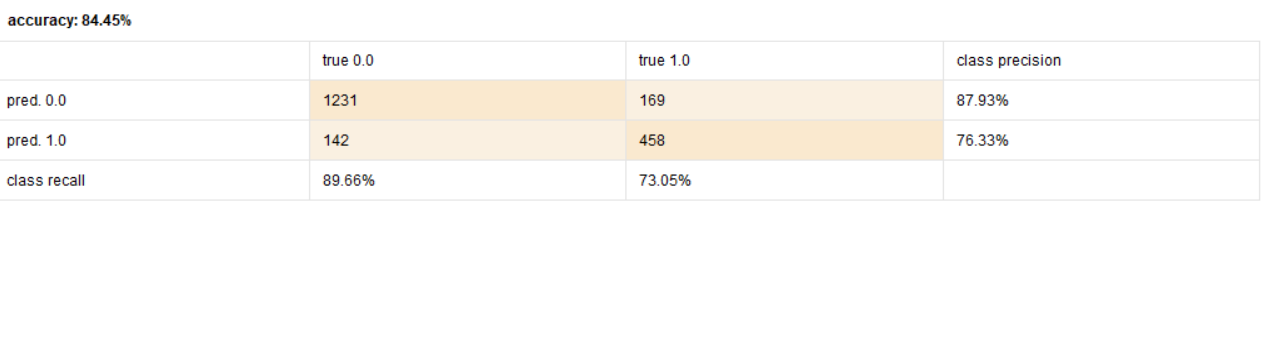 accuracy: 84.45%
true 0.0 true 1.0 class precision
pred. 0.0 1231 169 87.93%
pred. 1.0 142 458 76.33%
class recall 89.66% 73.05%